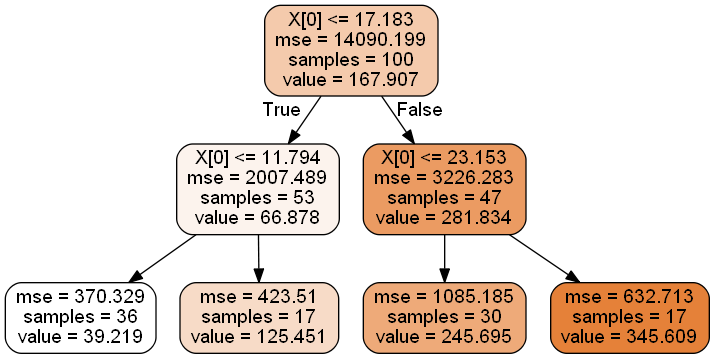 X[0] <= 17.183
mse = 14090.199
samples = 100
value = 167.907
True
False
X[0] <= 11.794
mse = 2007.489
samples = 53
value = 66.878
X[0] <= 23.153
mse = 3226.283
samples = 47
value = 281.834
mse = 370.329
samples = 36
value = 39.219
mse = 423.51
samples = 17
value = 125.451
mse = 1085.185
samples = 30
value = 245.695
mse = 632.713
samples = 17
value = 345.609